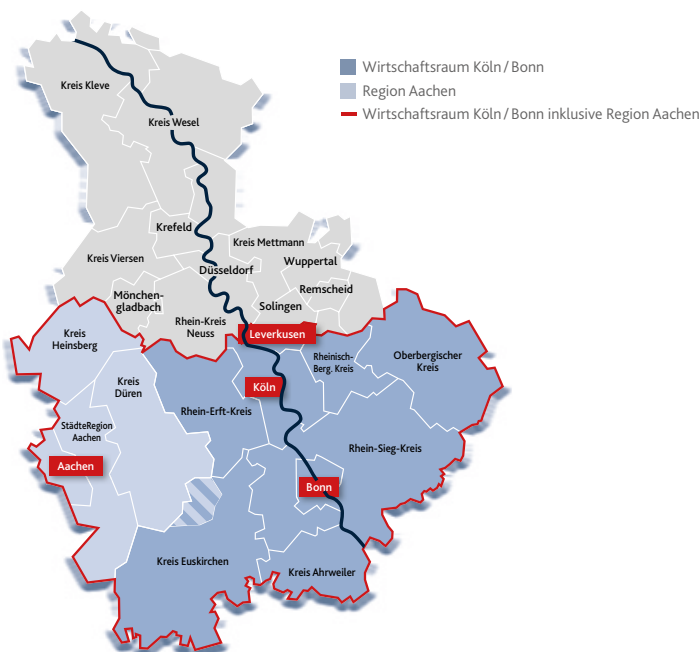 Wirtschaftsraum Köln / Bonn
Region Aachen
Wirtschaftsraum Köln / Bonn inklusive Region Aachen
Kreis Kleve
Kreis Wesel
Krefeld
Kreis Mettmann
Kreis Viersen
Wuppertal
Düsseldorf
Remscheid
Mönchen-
gladbach
Solingen
Rhein-Kreis
Neuss
Leverkusen
Kreis
Heinsberg
Rheinisch-
Berg. Kreis
Oberbergischer
Kreis
Kreis
Düren
Köln
Rhein-Erft-Kreis
StädteRegion
Aachen
Rhein-Sieg-Kreis
Aachen
Bonn
Kreis Euskirchen
Kreis Ahrweiler